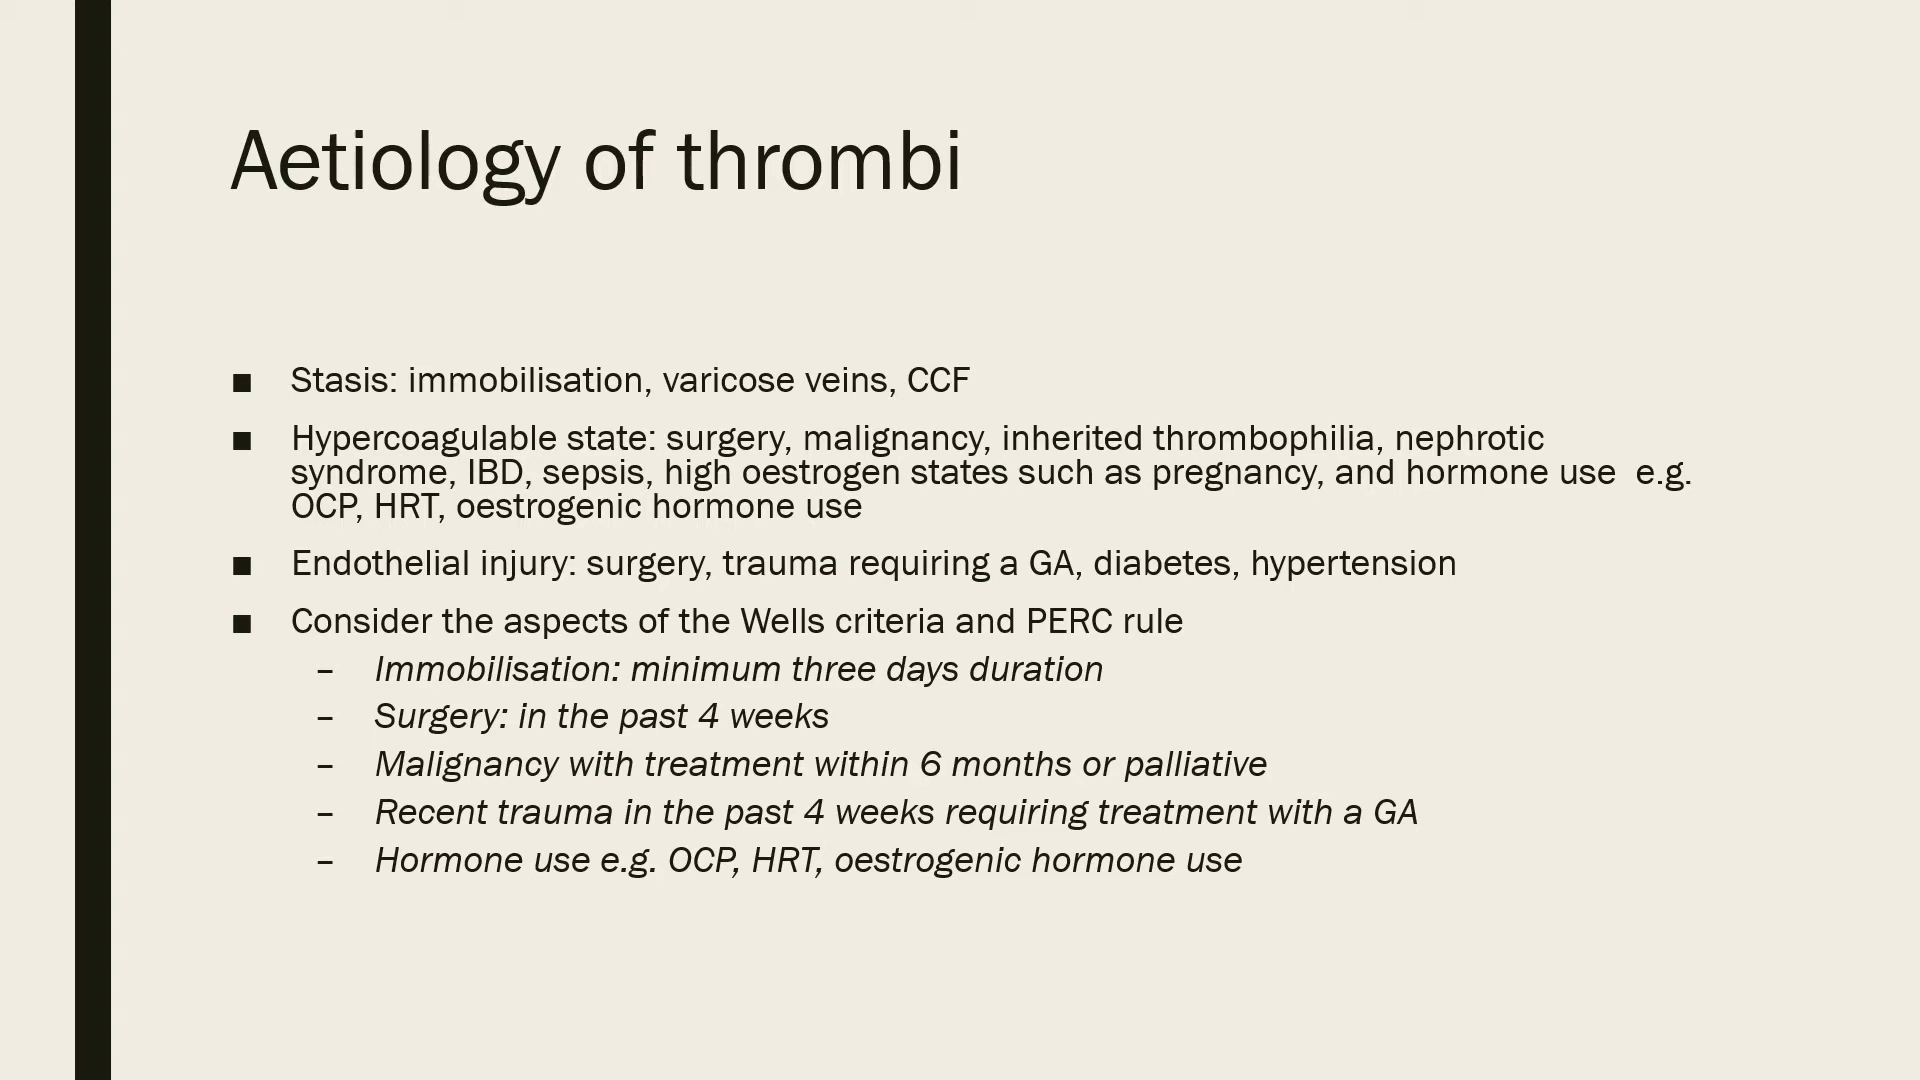 Aetiology of thrombi
■ Stasis: immobilisation, varicose veins, CCF
■ Hypercoagulable state: surgery, malignancy, inherited thrombophilia, nephrotic
syndrome, IBD, sepsis, high oestrogen states such as pregnancy, and hormone use  e.g.
OCP, HRT, oestrogenic hormone use
■ Endothelial injury: surgery, trauma requiring a GA, diabetes, hypertension
■ Consider the aspects of the Wells criteria and PERC rule
– Immobilisation: minimum three days duration
– Surgery: in the past 4 weeks
– Malignancy with treatment within 6 months or palliative
– Recent trauma in the past 4 weeks requiring treatment with a GA
– Hormone use e.g. OCP, HRT, oestrogenic hormone use